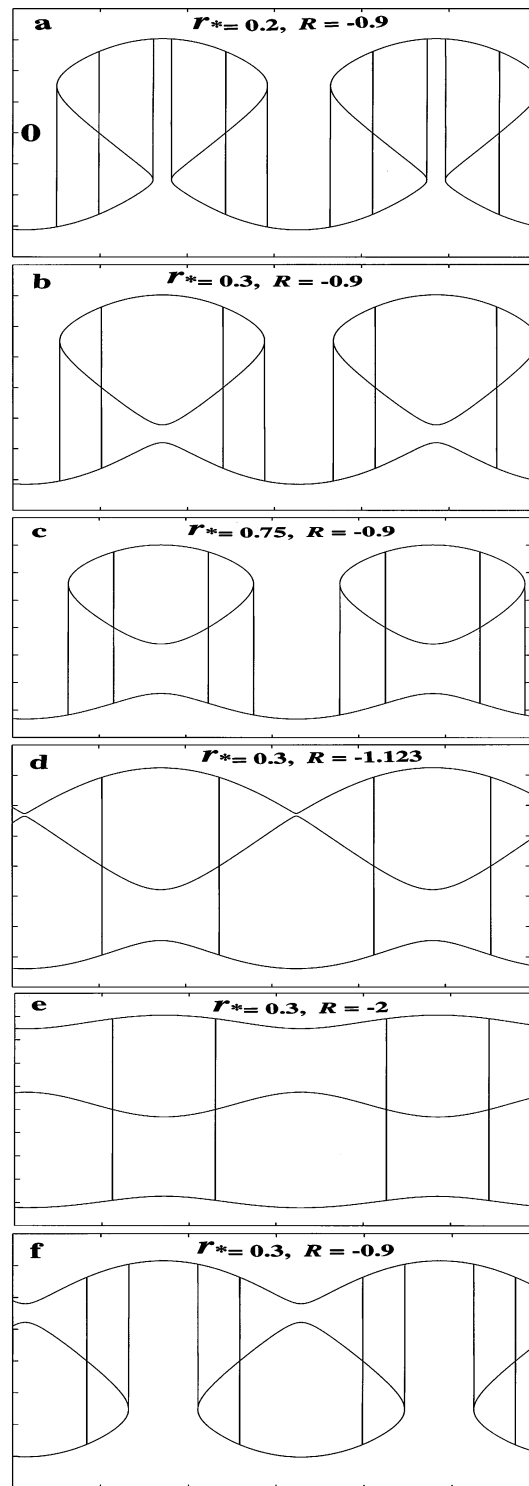 a
r*= 0.2, R = -0.9
0
b
r*= 0.3, R = -0.9
c
r*= 0.75, R = -0.9
d
r*= 0.3, R = -1.123
e
r*= 0.3, R = -2
f
r*= 0.3, R = -0.9